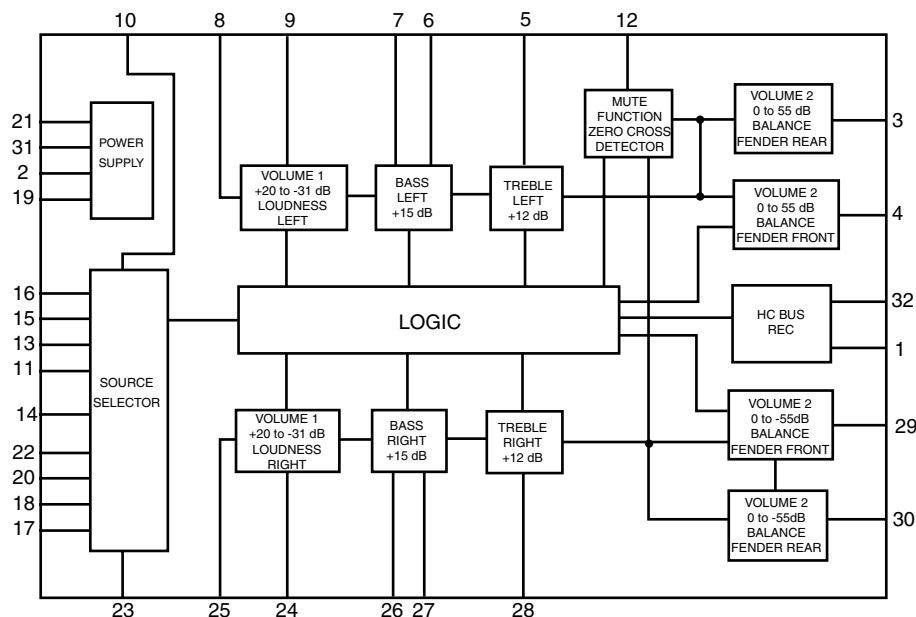 10
8
9
7
6
5
12
21
31
2
19
POWER
SUPPLY
VOLUME 1
+20 to -31 dB
LOUDNESS
LEFT
BASS
LEFT
+15 dB
TREBLE
LEFT
+12 dB
MUTE
FUNCTION
ZERO CROSS
DETECTOR
VOLUME 2
0 to 55 dB
BALANCE
FENDER REAR
3
VOLUME 2
0 to 55 dB
BALANCE
FENDER FRONT
4
16
15
13
11
14
22
20
18
17
SOURCE
SELECTOR
LOGIC
HC BUS
REC
32
1
VOLUME 1
+20 to -31 dB
LOUDNESS
RIGHT
BASS
RIGHT
+15 dB
TREBLE
RIGHT
+12 dB
VOLUME 2
0 to -55dB
BALANCE
FENDER FRONT
29
VOLUME 2
0 to -55dB
BALANCE
FENDER REAR
30
23
25
24
26
27
28